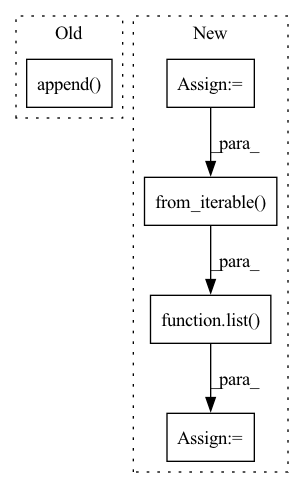 Old
append()
New
Assign:=
_para_
from_iterable()
_para_
function.list()
_para_
Assign:=